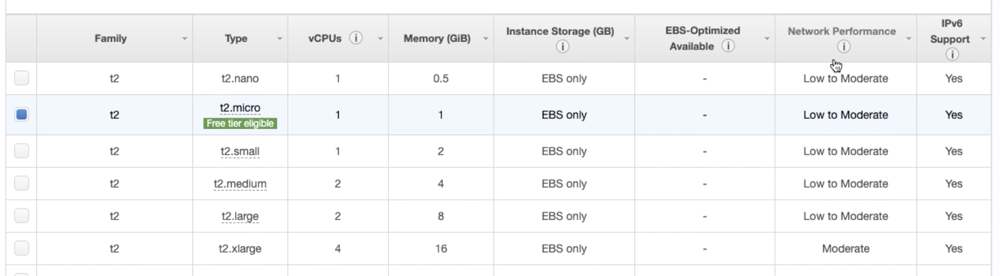 Family Type vCPUs Memory (GiB) Instance Storage (GB) EBS-Optimized Available Network Performance IPv6 Support
t2 t2.nano 1 0.5 EBS only - Low to Moderate Yes
t2 t2.micro Free tier eligible 1 1 EBS only - Low to Moderate Yes
t2 t2.small 1 2 EBS only - Low to Moderate Yes
t2 t2.medium 2 4 EBS only - Low to Moderate Yes
t2 t2.large 2 8 EBS only - Low to Moderate Yes
t2 t2.xlarge 4 16 EBS only - Moderate Yes